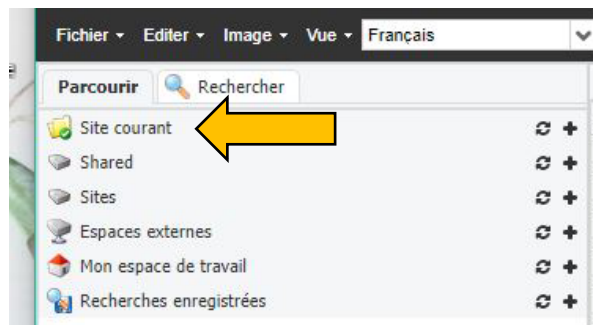 Fichier Editer Image Vue Français
Parcourir Rechercher
Site courant
Shared
Sites
Espaces externes
Mon espace de travail
Recherches enregistrées